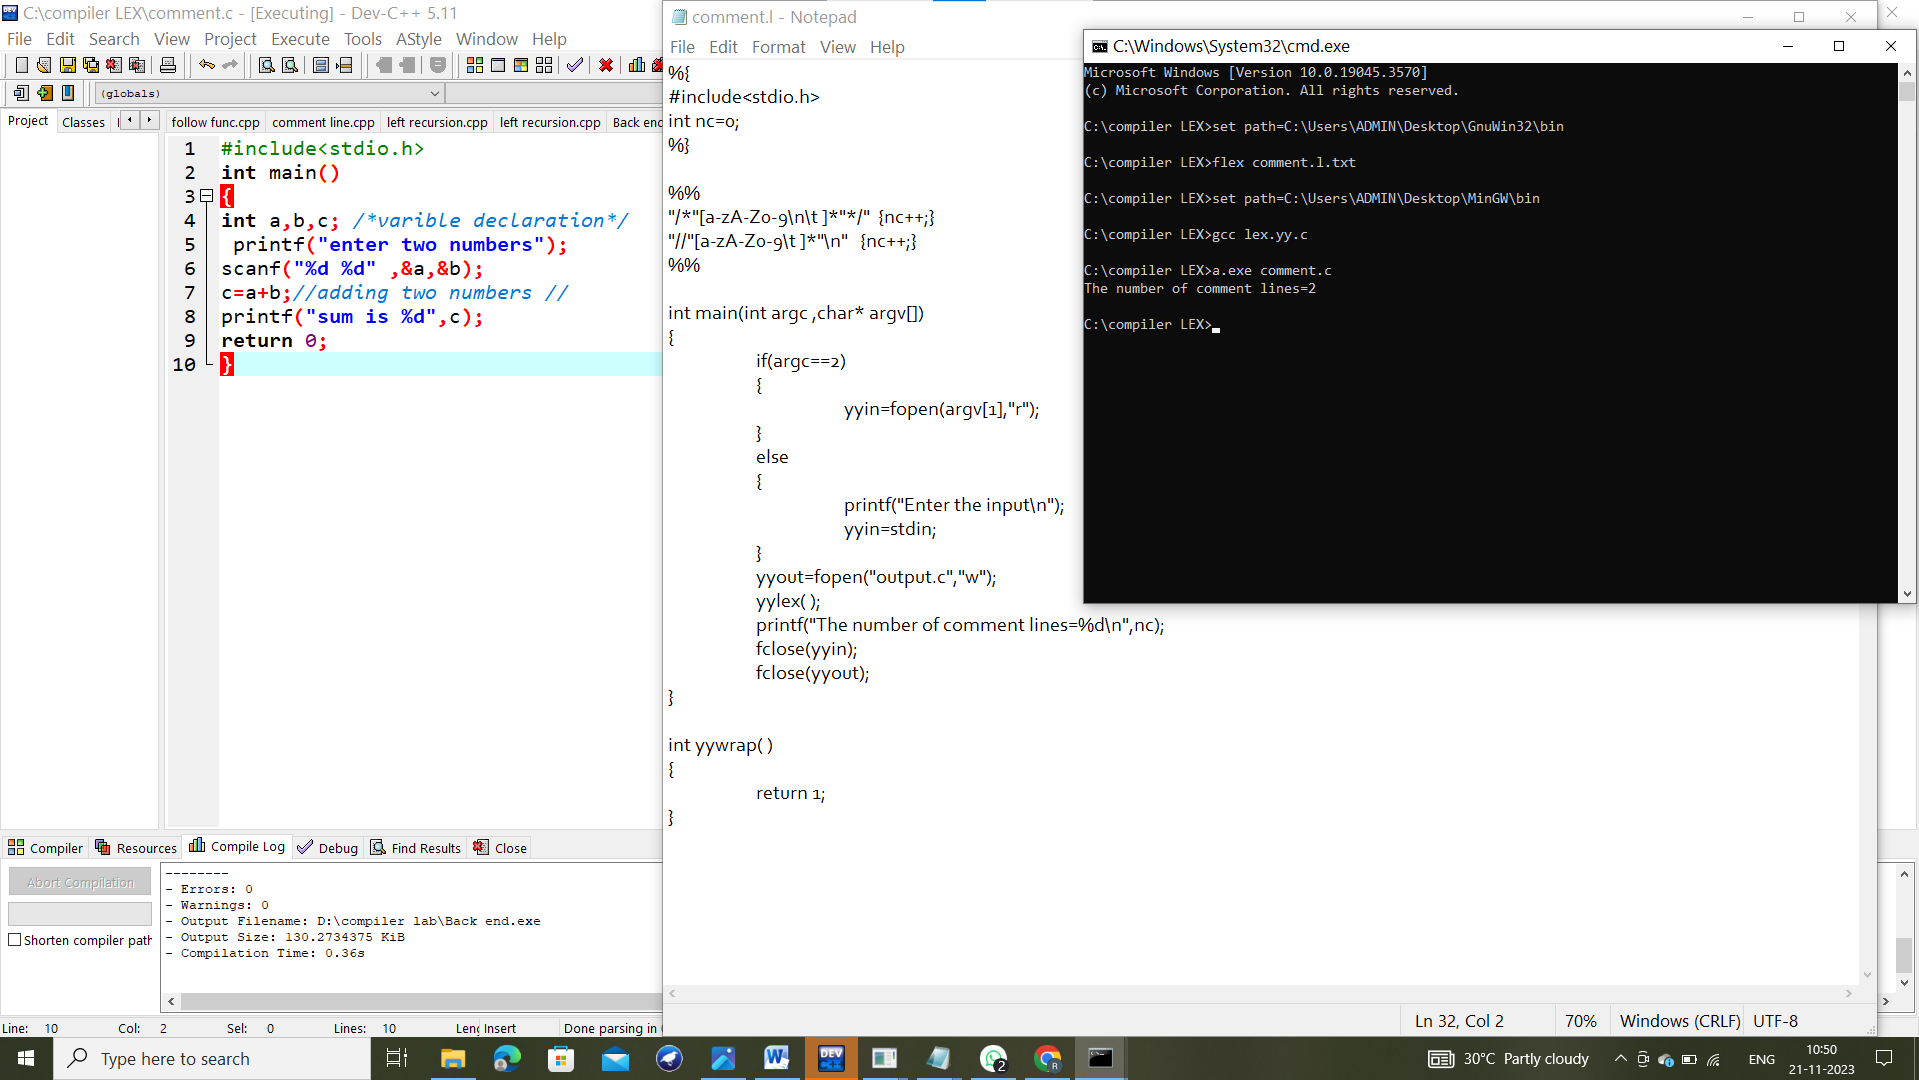 C:\compiler LEX\comment.c - [Executing] - Dev-C++ 5.11
File Edit Search View Project Execute Tools AStyle Window Help
(globals)
Project Classes
follow func.cpp comment line.cpp left recursion.cpp left recursion.cpp Back end
1 #include<stdio.h>
2 int main()
3 {
4 int a,b,c; /*varible declaration*/
5 printf("enter two numbers");
6 scanf("%d %d" ,&a,&b);
7 c=a+b;//adding two numbers //
8 printf("sum is %d",c);
9 return 0;
10 }
Compiler Resources Compile Log Debug Find Results Close
Abort Compilation
Shorten compiler path
--------
- Errors: 0
- Warnings: 0
- Output Filename: D:\compiler lab\Back end.exe
- Output Size: 130.2734375 KiB
- Compilation Time: 0.36s
Line: 10 Col: 2 Sel: 0 Lines: 10 Insert Done parsing in
comment.l - Notepad
File Edit Format View Help
%{
#include<stdio.h>
int nc=0;
%}
%%
"/*"[a-zA-Z0-9\n\t ]*"*/" {nc++;}
"//"[a-zA-Z0-9\t ]*"\n" {nc++;}
%%
int main(int argc ,char* argv[])
{
if(argc==2)
{
yyin=fopen(argv[1],"r");
}
else
{
printf("Enter the input\n");
yyin=stdin;
}
yyout=fopen("output.c","w");
yylex( );
printf("The number of comment lines=%d\n",nc);
fclose(yyin);
fclose(yyout);
}
int yywrap( )
{
return 1;
}
Ln 32, Col 2 70% Windows (CRLF) UTF-8
C:\Windows\System32\cmd.exe
Microsoft Windows [Version 10.0.19045.3570]
(c) Microsoft Corporation. All rights reserved.
C:\compiler LEX>set path=C:\Users\ADMIN\Desktop\GnuWin32\bin
C:\compiler LEX>flex comment.l.txt
C:\compiler LEX>set path=C:\Users\ADMIN\Desktop\MinGW\bin
C:\compiler LEX>gcc lex.yy.c
C:\compiler LEX>a.exe comment.c
The number of comment lines=2
C:\compiler LEX>
Type here to search
DEV
2
R
30°C Partly cloudy
ENG
10:50
21-11-2023